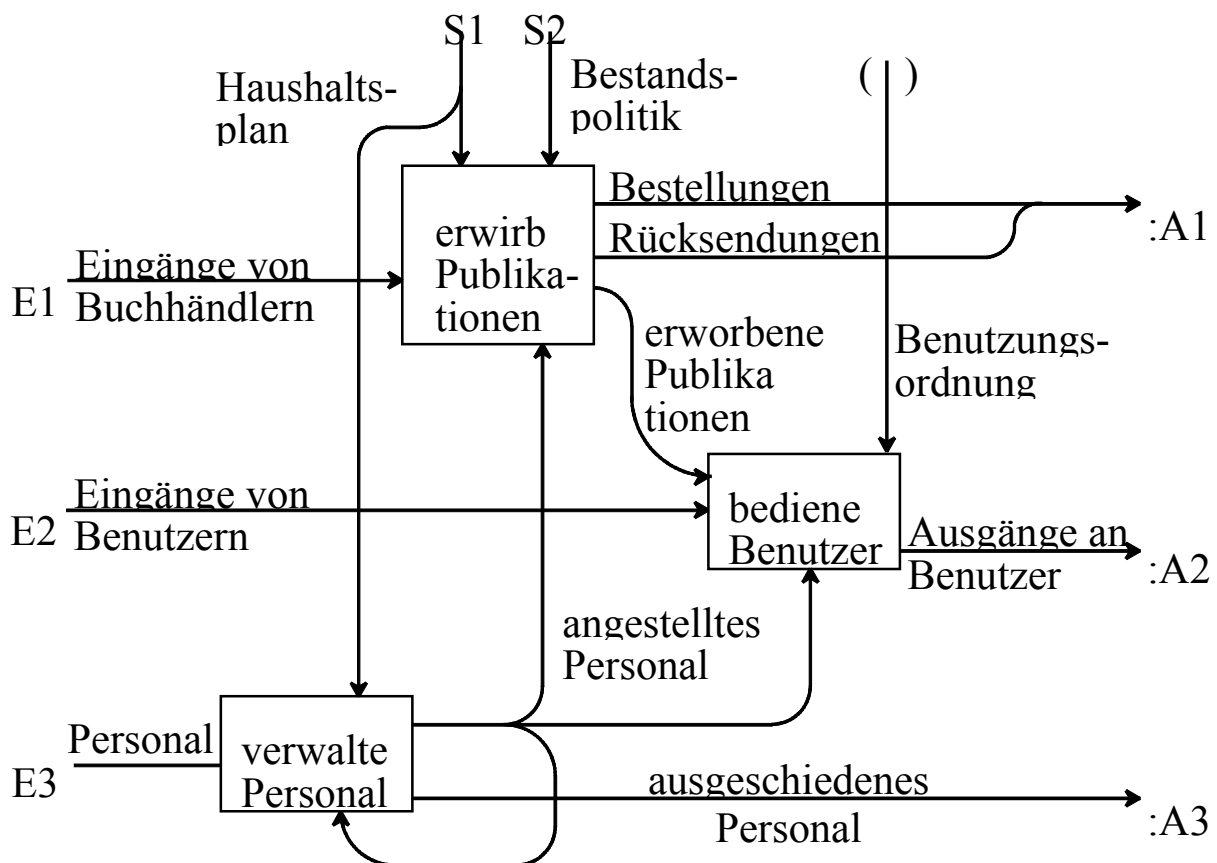 S1 S2
Haushalts-
plan
Bestands-
politik
( )
Bestellungen
:A1
erwirb
Publika-
tionen
Rücksendungen
E1
Eingänge von
Buchhändlern
erworbene
Publika
tionen
Benutzungs-
ordnung
E2
Eingänge von
Benutzern
bediene
Benutzer
Ausgänge an
Benutzer
:A2
angestelltes
Personal
E3
Personal
verwalte
Personal
ausgeschiedenes
Personal
:A3